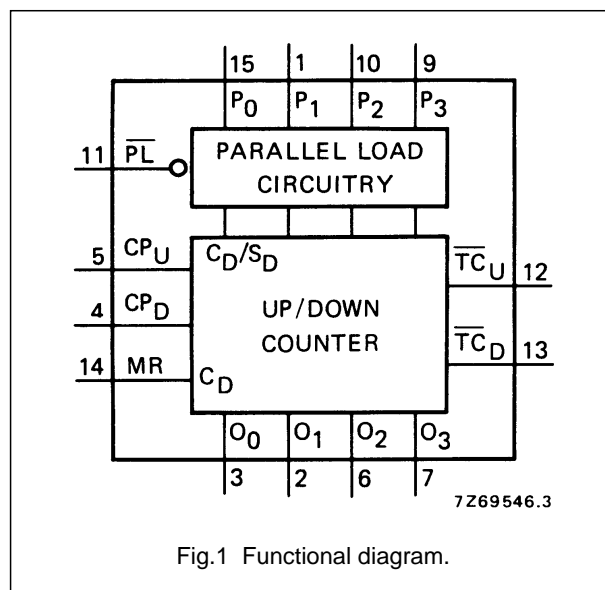 15 1 10 9
P0 P1 P2 P3
11 PL
PARALLEL LOAD
CIRCUITRY
5 CPU
CD/SD
TCU 12
4 CPD
UP/DOWN
COUNTER
TCD 13
14 MR
CD
O0 O1 O2 O3
3 2 6 7
7Z69546.3
Fig.1 Functional diagram.